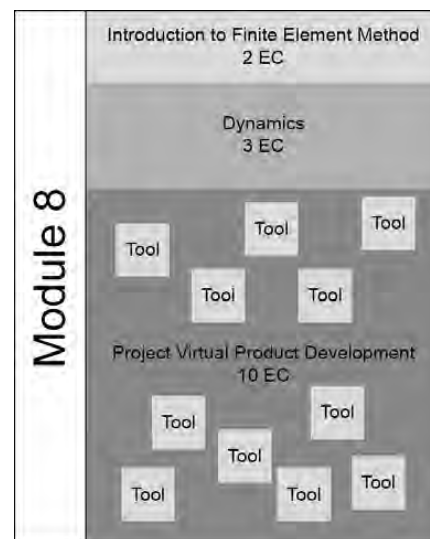 Module 8
Introduction to Finite Element Method
2 EC
Dynamics
3 EC
Tool
Tool
Tool
Tool
Tool
Project Virtual Product Development
10 EC
Tool
Tool
Tool
Tool
Tool
Tool